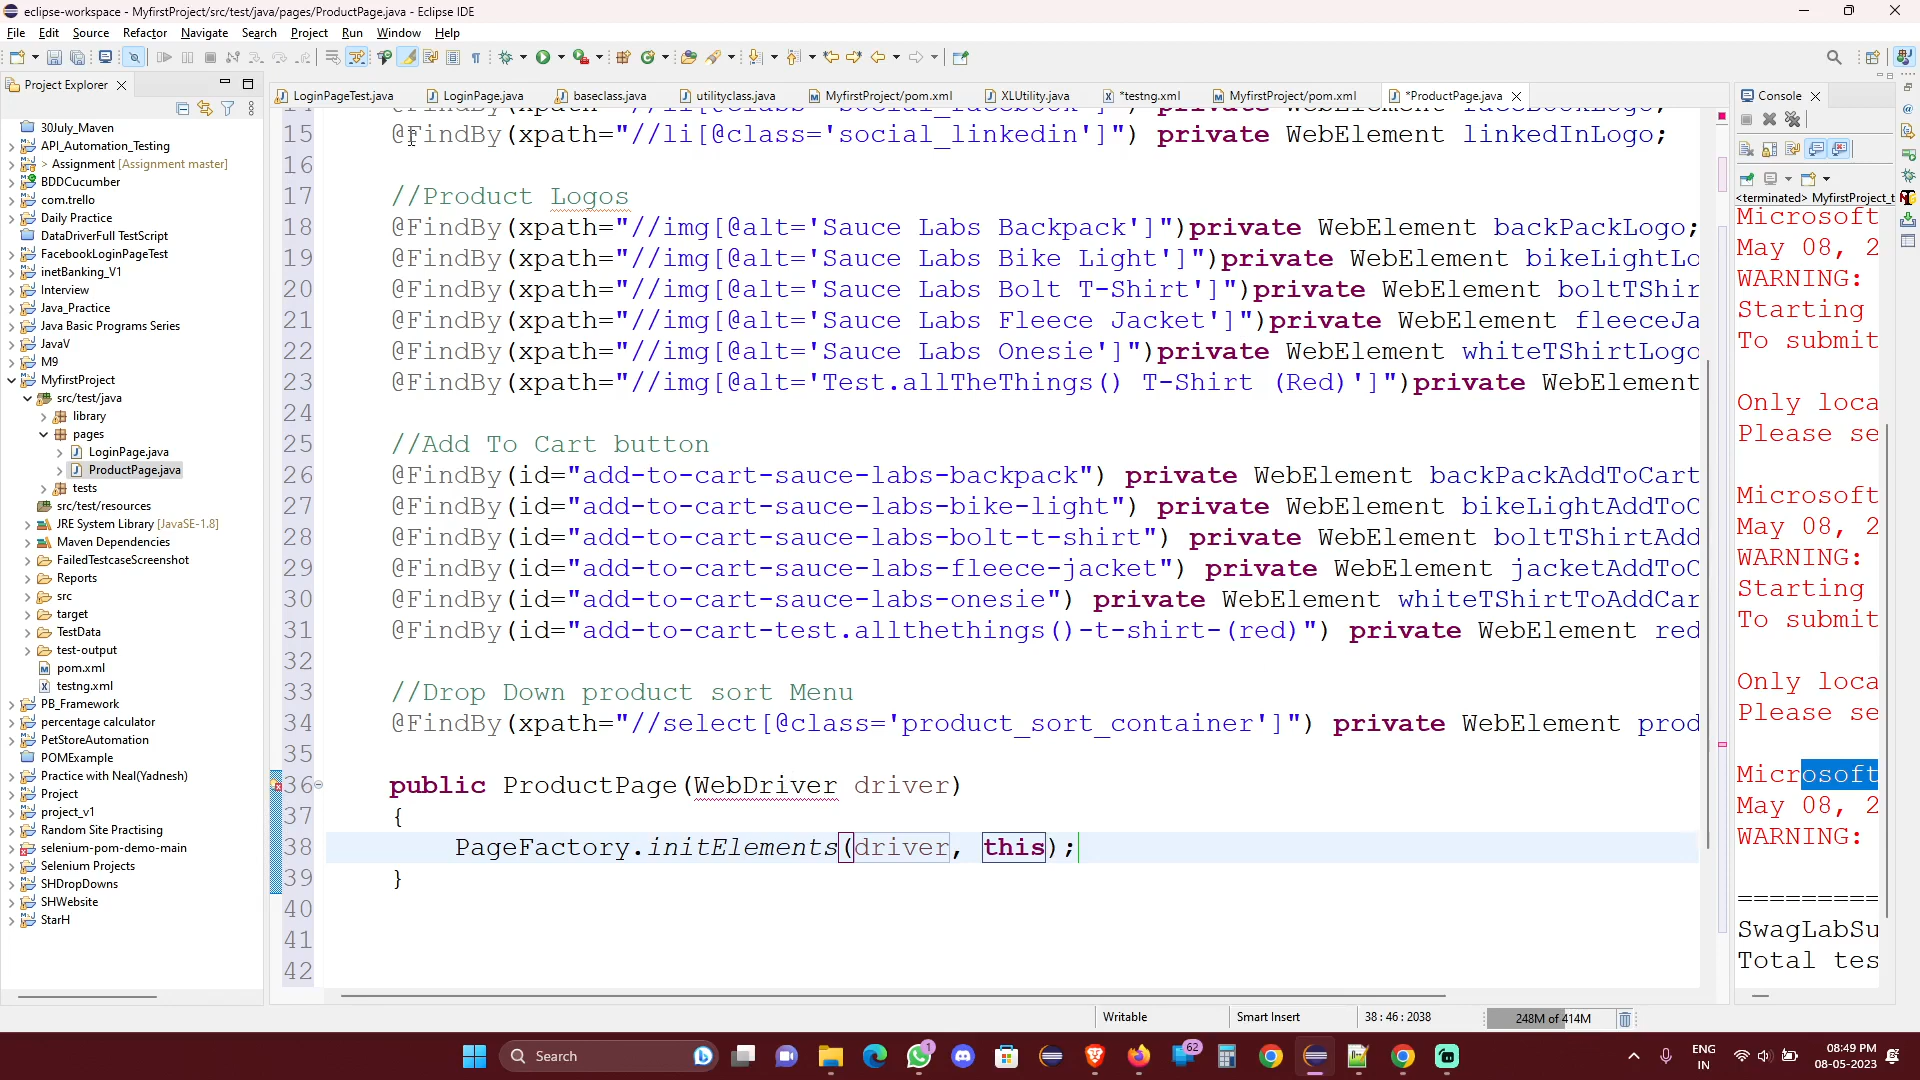 eclipse-workspace - MyfirstProject/src/test/java/pages/ProductPage.java - Eclipse IDE
File Edit Source Refactor Navigate Search Project Run Window Help
Project Explorer
30July_Maven
API_Automation_Testing
> Assignment [Assignment master]
BDDCucumber
com.trello
Daily Practice
DataDriverFull TestScript
FacebookLoginPageTest
inetBanking_V1
Interview
Java_Practice
Java Basic Programs Series
JavaV
M9
MyfirstProject
src/test/java
library
pages
LoginPage.java
ProductPage.java
tests
src/test/resources
JRE System Library [JavaSE-1.8]
Maven Dependencies
FailedTestcaseScreenshot
Reports
src
target
TestData
test-output
pom.xml
testng.xml
PB_Framework
percentage calculator
PetStoreAutomation
POMExample
Practice with Neal(Yadnesh)
Project
project_v1
Random Site Practising
selenium-pom-demo-main
Selenium Projects
SHDropDowns
SHWebsite
StarH
LoginPageTest.java LoginPage.java baseclass.java utilityclass.java MyfirstProject/pom.xml XLUtility.java *testng.xml MyfirstProject/pom.xml *ProductPage.java
15 @FindBy(xpath="//li[@class='social_linkedin']") private WebElement linkedInLogo;
16
17 //Product Logos
18 @FindBy(xpath="//img[@alt='Sauce Labs Backpack']")private WebElement backPackLogo;
19 @FindBy(xpath="//img[@alt='Sauce Labs Bike Light']")private WebElement bikeLightLo
20 @FindBy(xpath="//img[@alt='Sauce Labs Bolt T-Shirt']")private WebElement boltTShir
21 @FindBy(xpath="//img[@alt='Sauce Labs Fleece Jacket']")private WebElement fleeceJa
22 @FindBy(xpath="//img[@alt='Sauce Labs Onesie']")private WebElement whiteTShirtLogo
23 @FindBy(xpath="//img[@alt='Test.allTheThings() T-Shirt (Red)']")private WebElement
24
25 //Add To Cart button
26 @FindBy(id="add-to-cart-sauce-labs-backpack") private WebElement backPackAddToCart
27 @FindBy(id="add-to-cart-sauce-labs-bike-light") private WebElement bikeLightAddToC
28 @FindBy(id="add-to-cart-sauce-labs-bolt-t-shirt") private WebElement boltTShirtAdd
29 @FindBy(id="add-to-cart-sauce-labs-fleece-jacket") private WebElement jacketAddToC
30 @FindBy(id="add-to-cart-sauce-labs-onesie") private WebElement whiteTShirtToAddCar
31 @FindBy(id="add-to-cart-test.allthethings()-t-shirt-(red)") private WebElement red
32
33 //Drop Down product sort Menu
34 @FindBy(xpath="//select[@class='product_sort_container']") private WebElement prod
35
36 public ProductPage(WebDriver driver)
37 {
38 PageFactory.initElements(driver, this);
39 }
40
41
42
Console
<terminated> MyfirstProject_t
Microsoft
May 08, 2
WARNING:
Starting
To submit
Only loca
Please se
Microsoft
May 08, 2
WARNING:
Starting
To submit
Only loca
Please se
Microsoft
May 08, 2
WARNING:
==========
SwagLabSu
Total tes
Writable Smart Insert 38 : 46 : 2038 248M of 414M
Search 1 62 ENG
IN
08:49 PM
08-05-2023